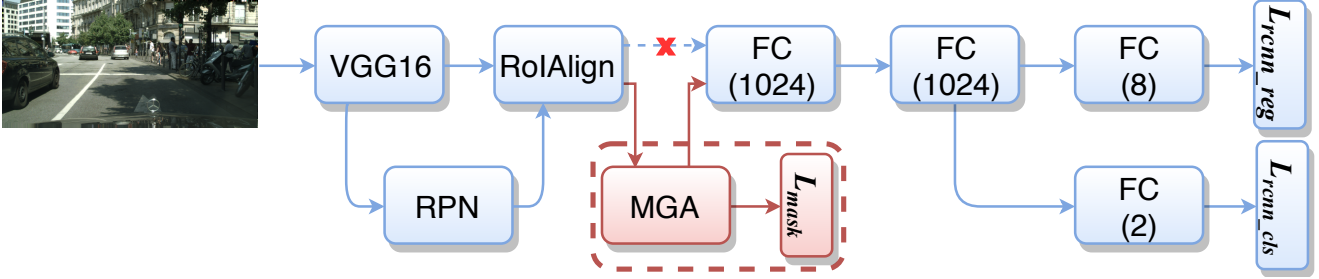 VGG16
RoIAlign
x
FC
(1024)
FC
(1024)
FC
(8)
L_rcnn_reg
RPN
MGA
L_mask
FC
(2)
L_rcnn_cls